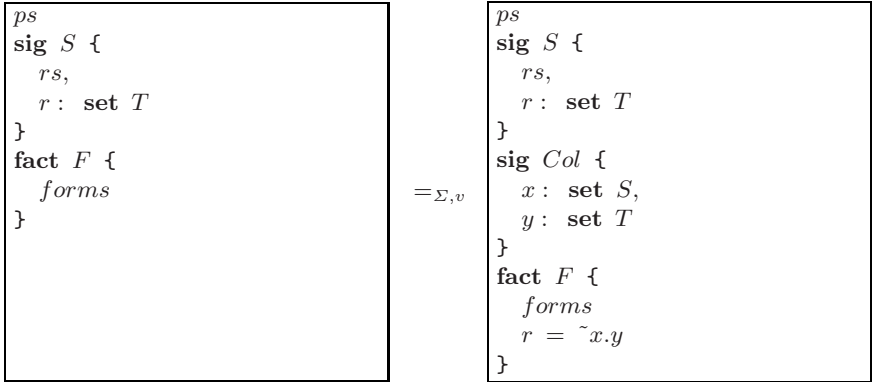 ps
sig S {
rs,
r : set T
}
fact F {
forms
}
=Σ,v
ps
sig S {
rs,
r : set T
}
sig Col {
x : set S,
y : set T
}
fact F {
forms
r = ~x.y
}